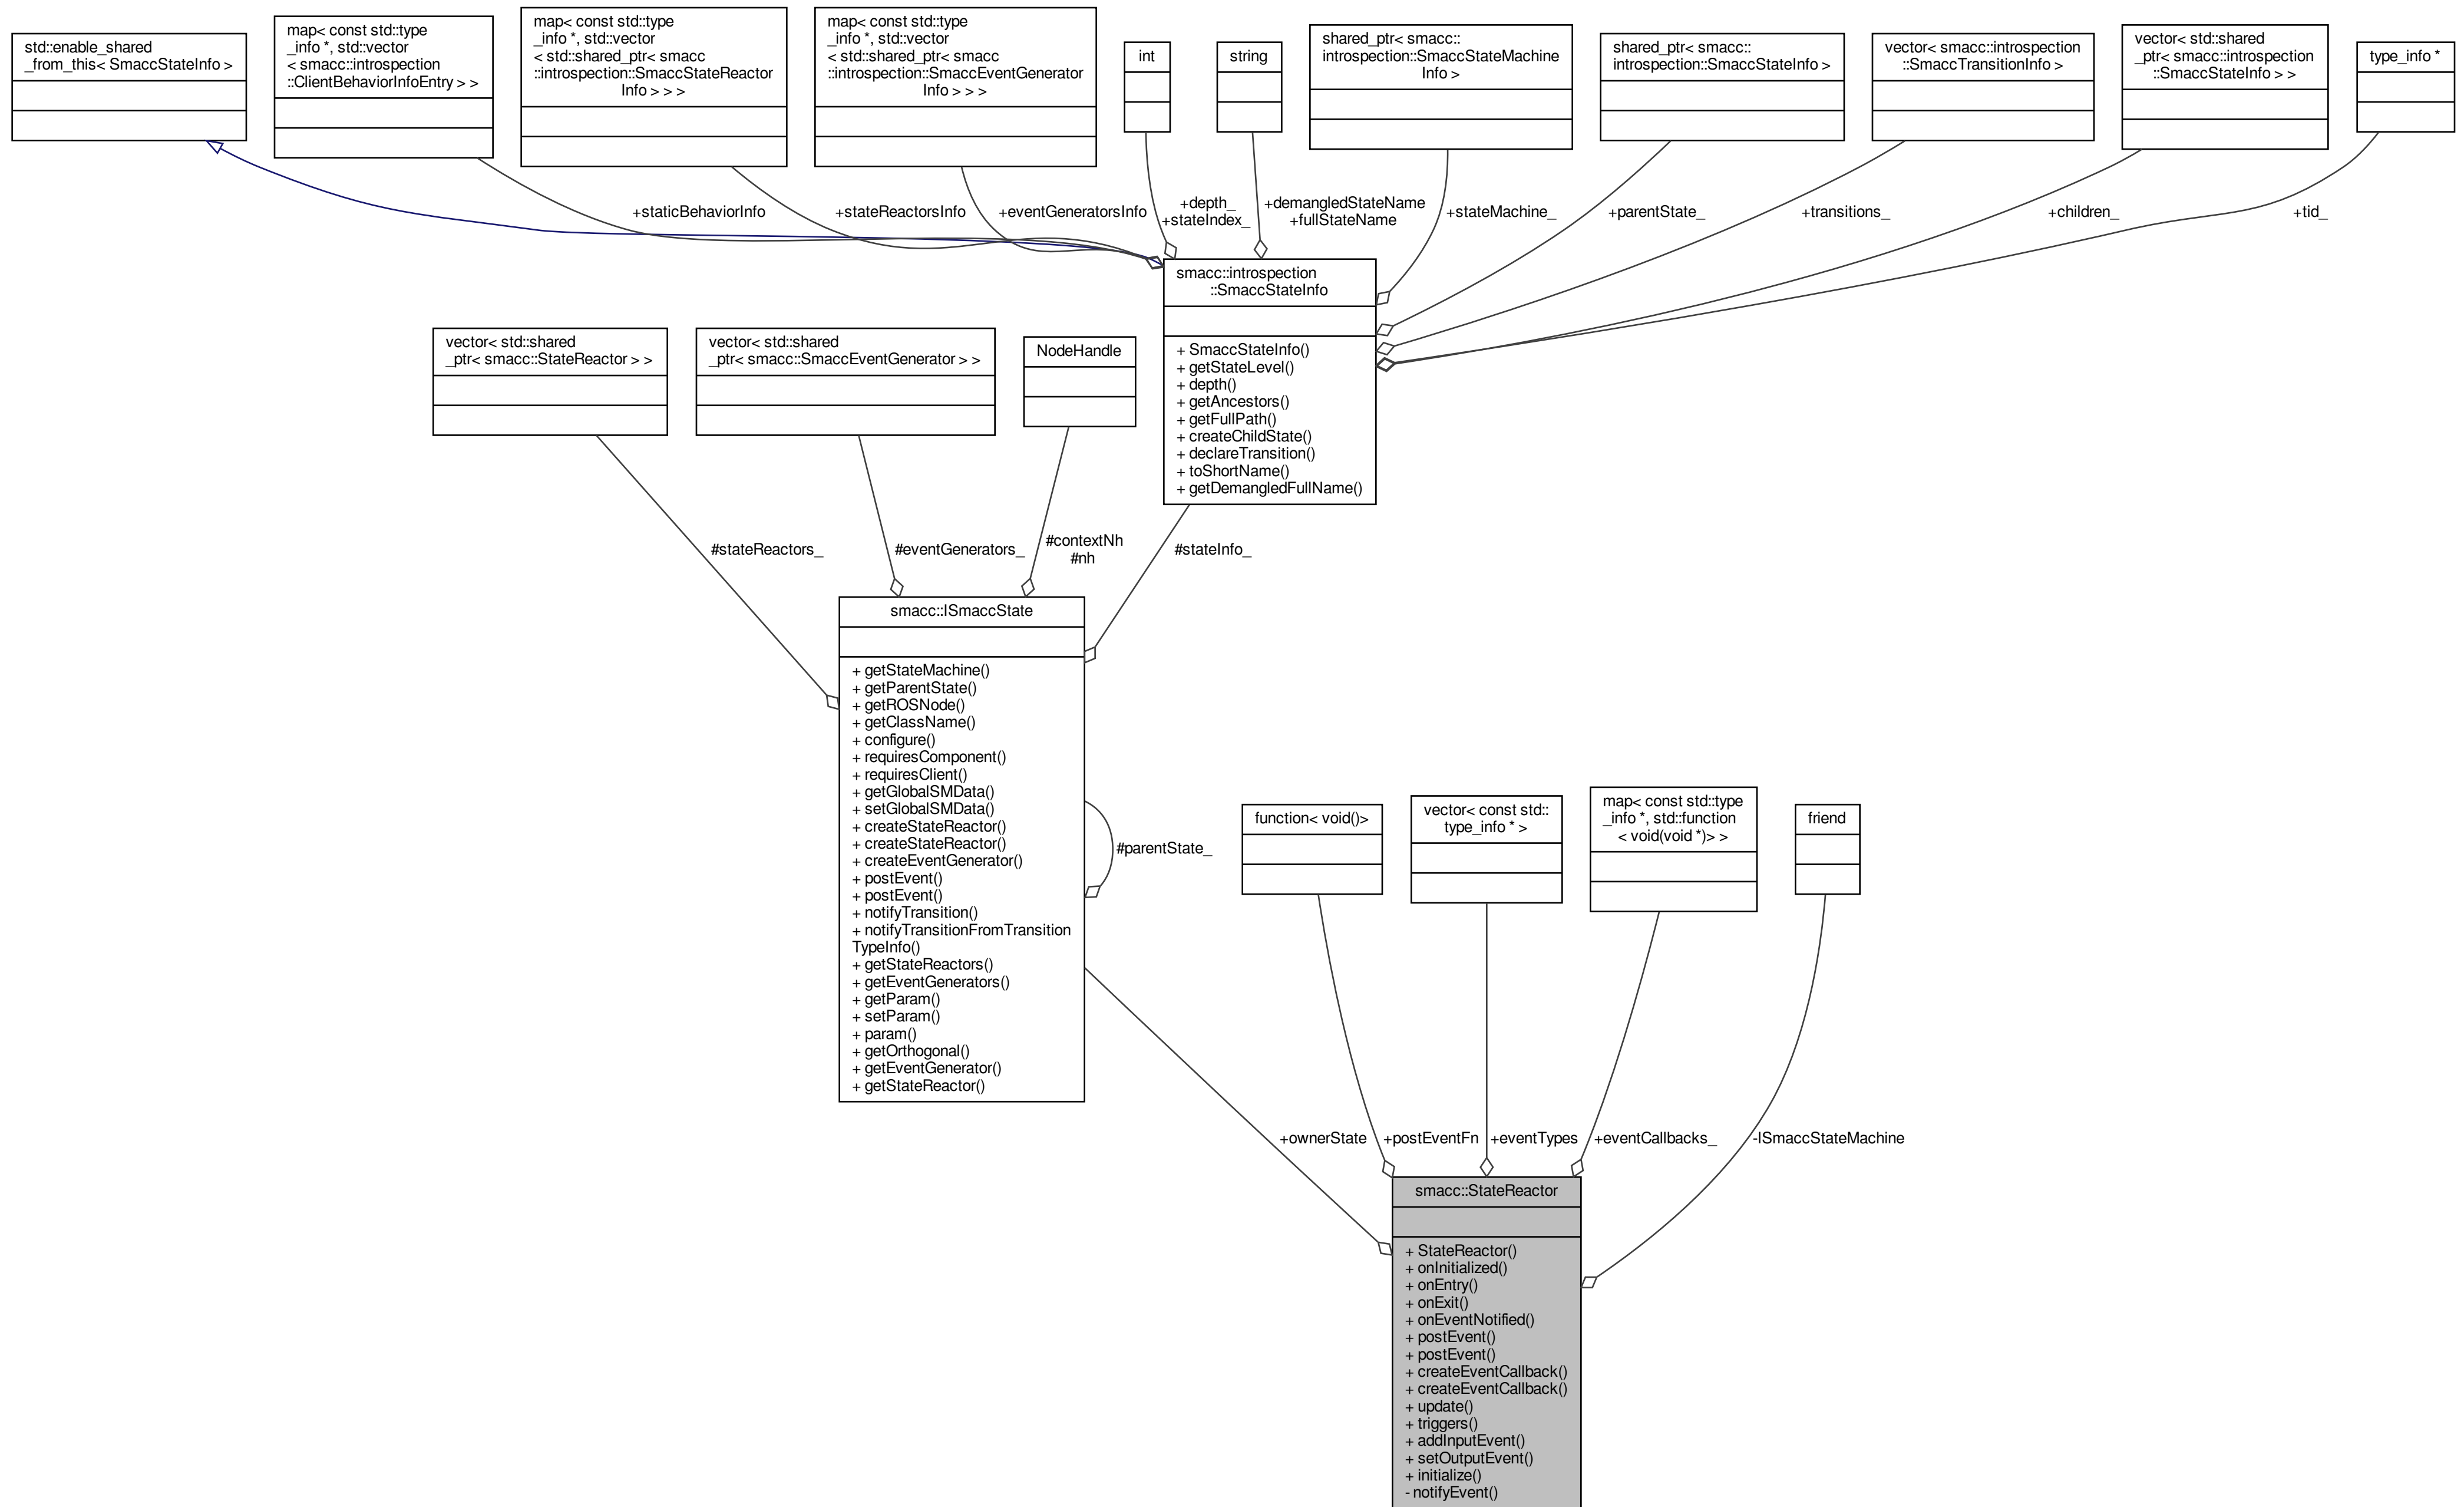 std::enable_shared
_from_this< SmaccStateInfo >
map< const std::type
_info *, std::vector
< smacc::introspection
::ClientBehaviorInfoEntry > >
map< const std::type
_info *, std::vector
< std::shared_ptr< smacc
::introspection::SmaccStateReactor
Info > > >
map< const std::type
_info *, std::vector
< std::shared_ptr< smacc
::introspection::SmaccEventGenerator
Info > > >
int
string
shared_ptr< smacc::
introspection::SmaccStateMachine
Info >
shared_ptr< smacc::
introspection::SmaccStateInfo >
vector< smacc::introspection
::SmaccTransitionInfo >
vector< std::shared
_ptr< smacc::introspection
::SmaccStateInfo > >
type_info *
+staticBehaviorInfo
+stateReactorsInfo
+eventGeneratorsInfo
+depth_
+stateIndex_
+demangledStateName
+fullStateName
+stateMachine_
+parentState_
+transitions_
+children_
+tid_
smacc::introspection
::SmaccStateInfo
+ SmaccStateInfo()
+ getStateLevel()
+ depth()
+ getAncestors()
+ getFullPath()
+ createChildState()
+ declareTransition()
+ toShortName()
+ getDemangledFullName()
vector< std::shared
_ptr< smacc::StateReactor > >
vector< std::shared
_ptr< smacc::SmaccEventGenerator > >
NodeHandle
#stateReactors_
#eventGenerators_
#contextNh
#nh
#stateInfo_
smacc::ISmaccState
+ getStateMachine()
+ getParentState()
+ getROSNode()
+ getClassName()
+ configure()
+ requiresComponent()
+ requiresClient()
+ getGlobalSMData()
+ setGlobalSMData()
+ createStateReactor()
+ createStateReactor()
+ createEventGenerator()
+ postEvent()
+ postEvent()
+ notifyTransition()
+ notifyTransitionFromTransition
TypeInfo()
+ getStateReactors()
+ getEventGenerators()
+ getParam()
+ setParam()
+ param()
+ getOrthogonal()
+ getEventGenerator()
+ getStateReactor()
#parentState_
function< void()>
vector< const std::
type_info * >
map< const std::type
_info *, std::function
< void(void *)> >
friend
+ownerState
+postEventFn
+eventTypes
+eventCallbacks_
-ISmaccStateMachine
smacc::StateReactor
+ StateReactor()
+ onInitialized()
+ onEntry()
+ onExit()
+ onEventNotified()
+ postEvent()
+ postEvent()
+ createEventCallback()
+ createEventCallback()
+ update()
+ triggers()
+ addInputEvent()
+ setOutputEvent()
+ initialize()
- notifyEvent()